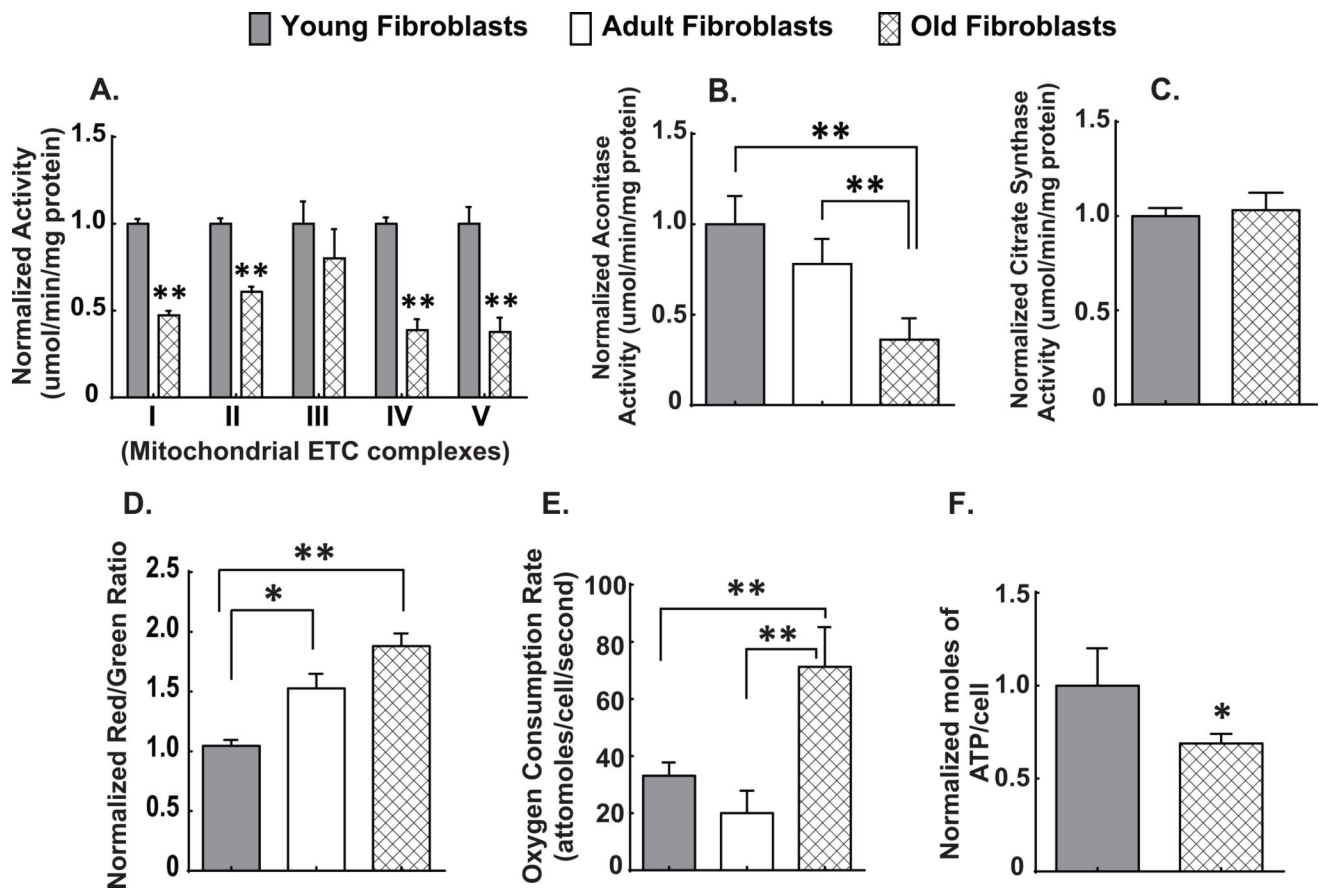 Young Fibroblasts Adult Fibroblasts Old Fibroblasts
A.
Normalized Activity
(umol/min/mg protein)
1.5
1.0
0.5
0
** ** ** **
I II III IV V
(Mitochondrial ETC complexes)
B.
Normalized Aconitase
Activity (umol/min/mg protein)
1.5
1.0
0.5
0
**
**
C.
Normalized Citrate Synthase
Activity (umol/min/mg protein)
1.5
1.0
0.5
0
D.
Normalized Red/Green Ratio
2.5
2.0
1.5
1.0
0.5
0
**
*
E.
Oxygen Consumption Rate
(attomoles/cell/second)
100
80
60
40
20
0
**
**
F.
Normalized moles of
ATP/cell
1.5
1.0
0.5
0
*